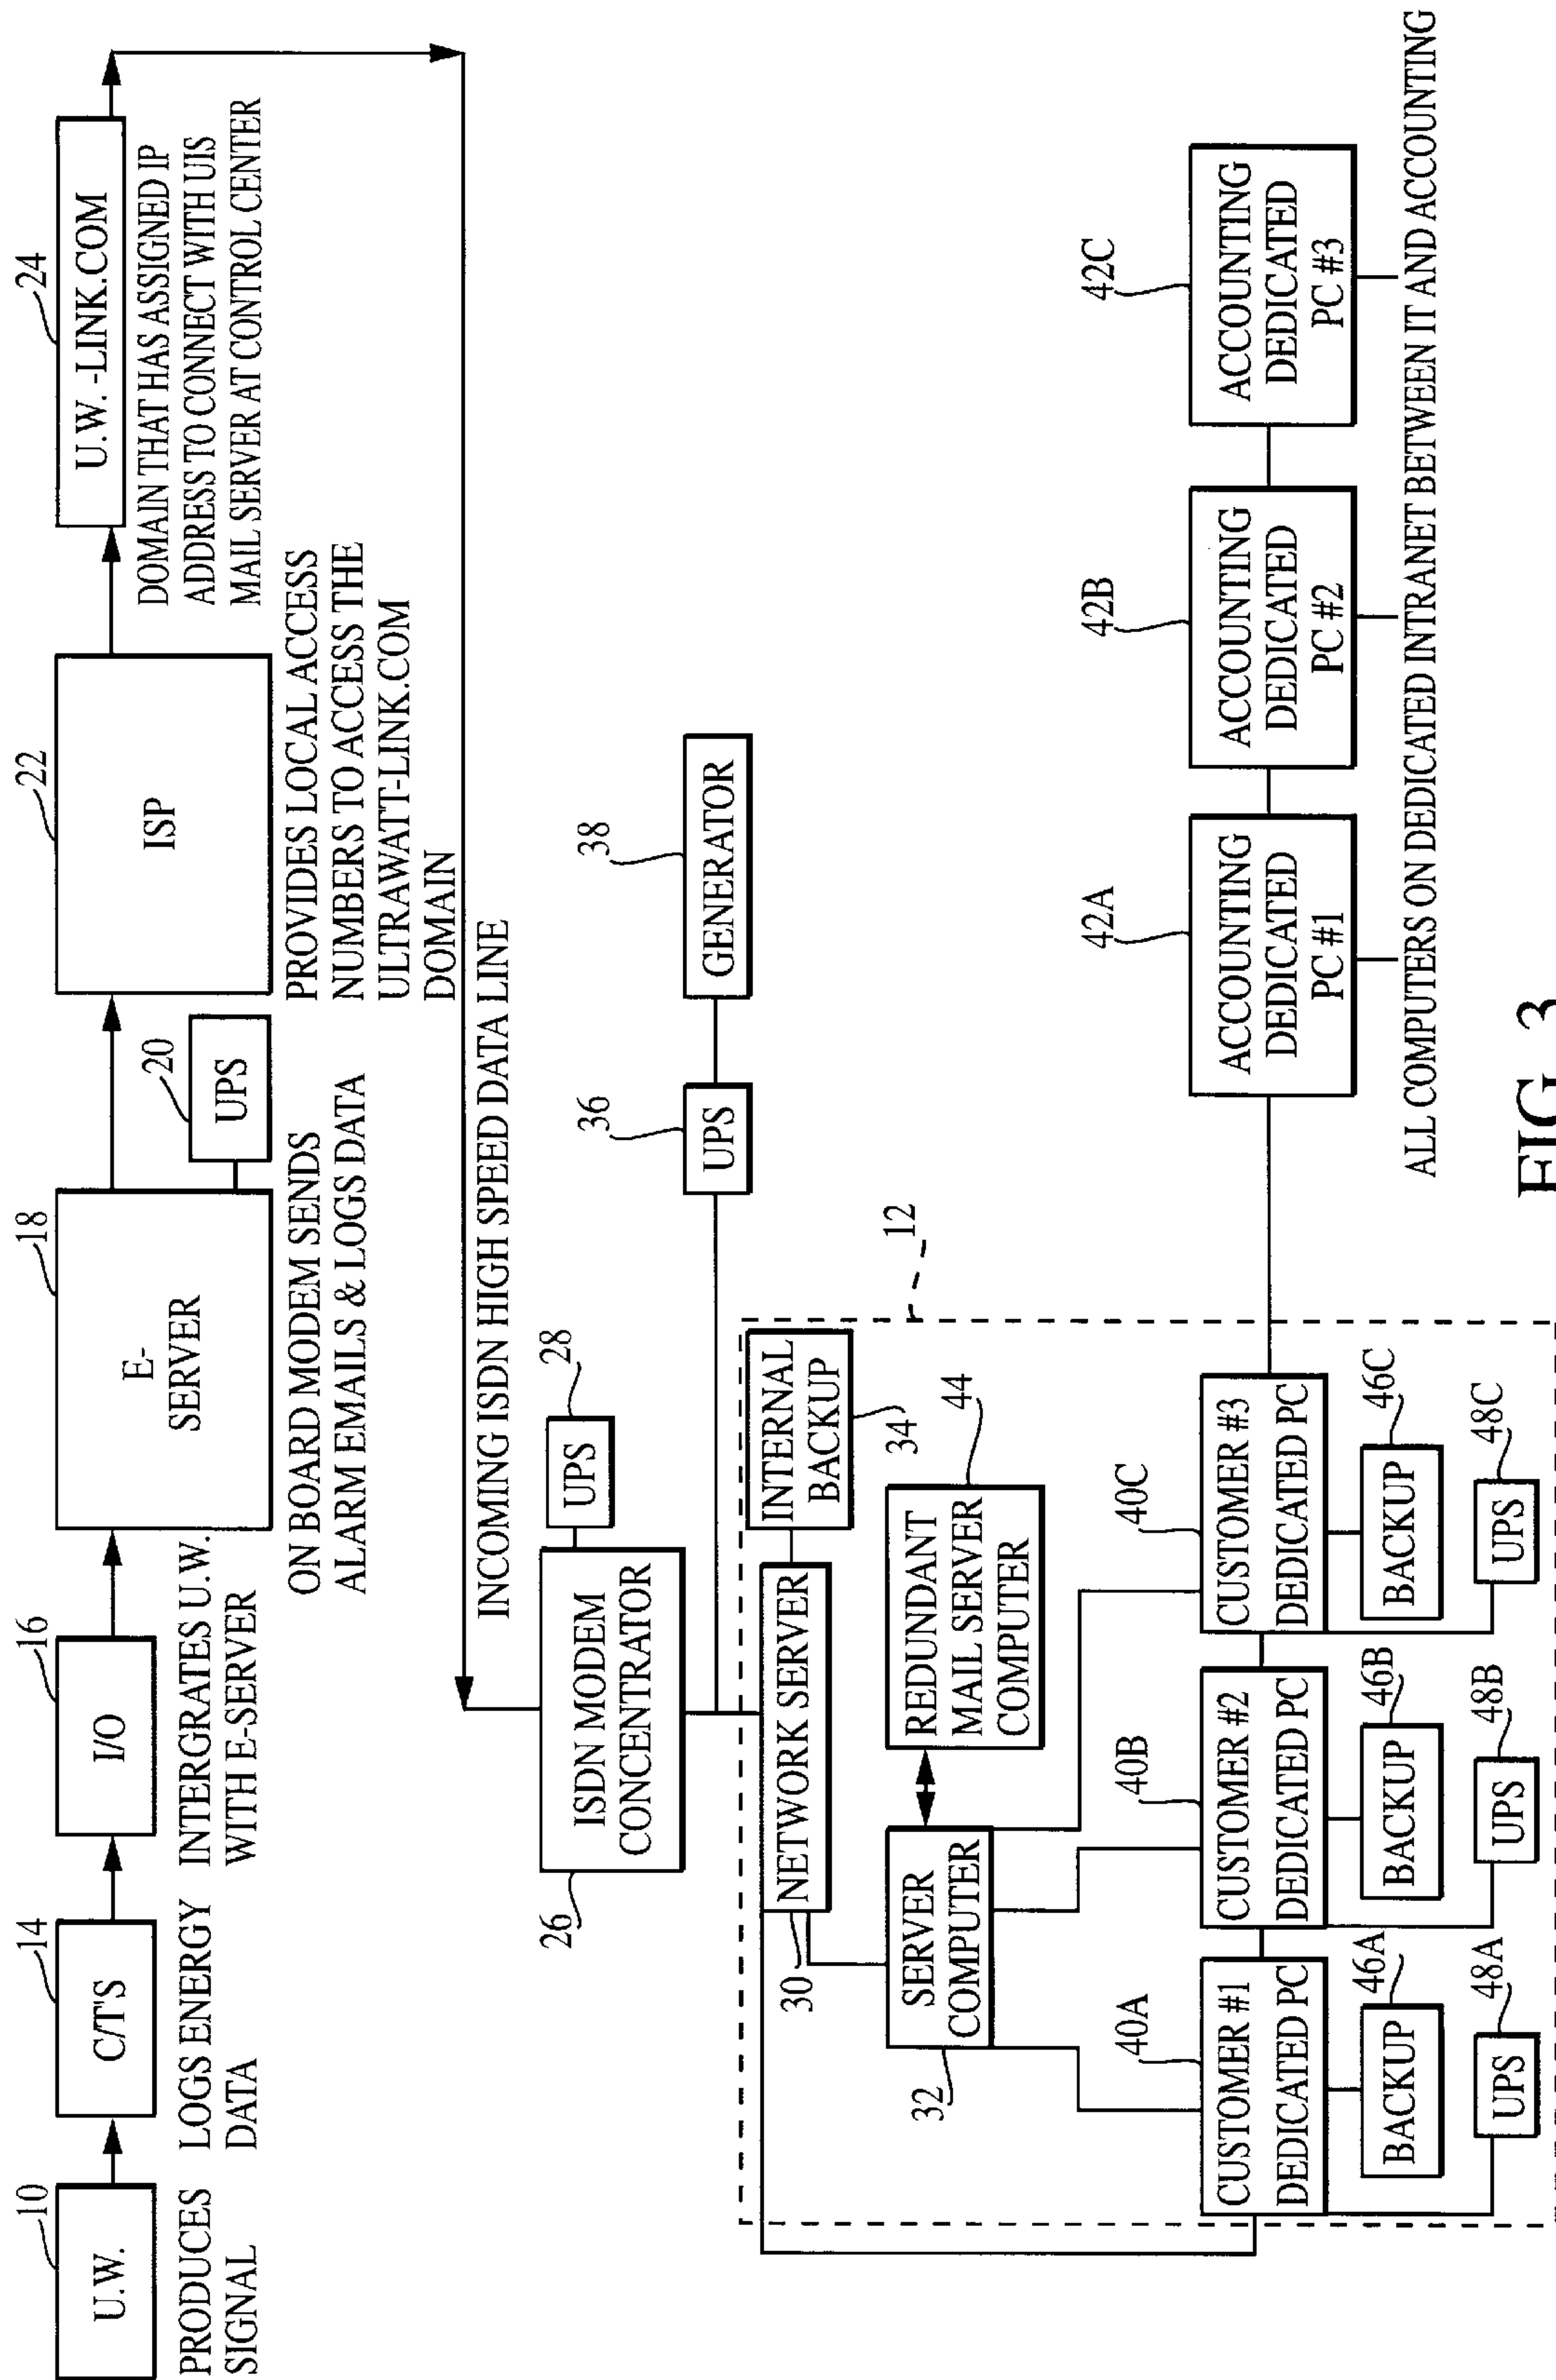 10
U.W.
PRODUCES
SIGNAL
14
C/T'S
LOGS ENERGY
DATA
16
I/O
INTERGRATES U.W.
WITH E-SERVER
18
E-
SERVER
ON BOARD MODEM SENDS
ALARM EMAILS & LOGS DATA
20
UPS
22
ISP
PROVIDES LOCAL ACCESS
NUMBERS TO ACCESS THE
ULTRAWATT-LINK.COM
DOMAIN
24
U.W. -LINK.COM
DOMAIN THAT HAS ASSIGNED IP
ADDRESS TO CONNECT WITH UIS
MAIL SERVER AT CONTROL CENTER
INCOMING ISDN HIGH SPEED DATA LINE
26
ISDN MODEM
CONCENTRATOR
28
UPS
36
UPS
38
GENERATOR
12
30
NETWORK SERVER
INTERNAL
BACKUP
34
32
SERVER
COMPUTER
REDUNDANT
MAIL SERVER
COMPUTER
44
40A
CUSTOMER #1
DEDICATED PC
46A
BACKUP
48A
UPS
40B
CUSTOMER #2
DEDICATED PC
46B
BACKUP
48B
UPS
40C
CUSTOMER #3
DEDICATED PC
46C
BACKUP
48C
UPS
42A
ACCOUNTING
DEDICATED
PC #1
42B
ACCOUNTING
DEDICATED
PC #2
42C
ACCOUNTING
DEDICATED
PC #3
ALL COMPUTERS ON DEDICATED INTRANET BETWEEN IT AND ACCOUNTING
FIG. 3